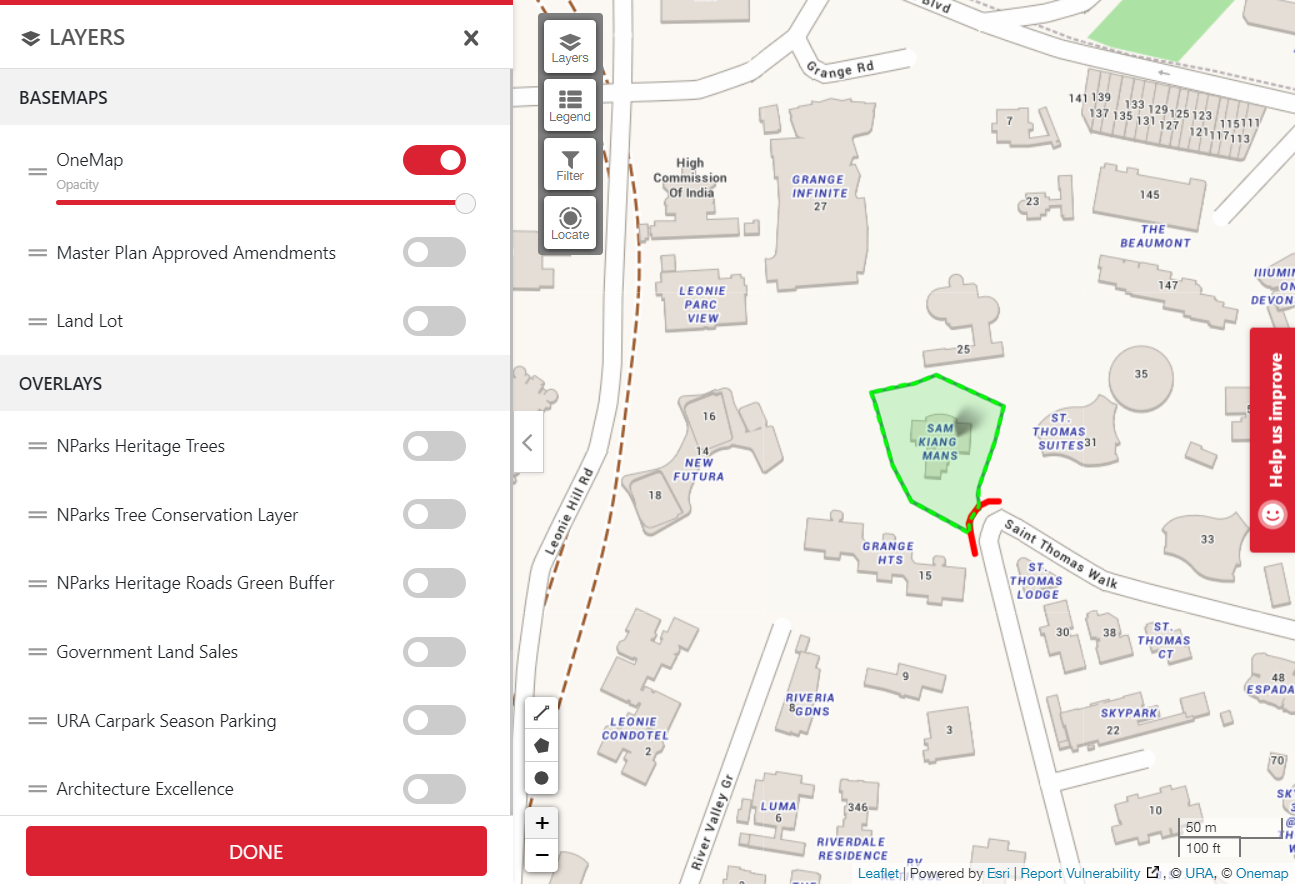 LAYERS
BASEMAPS
OneMap
Opacity
Master Plan Approved Amendments
Land Lot
OVERLAYS
NParks Heritage Trees
NParks Tree Conservation Layer
NParks Heritage Roads Green Buffer
Government Land Sales
URA Carpark Season Parking
Architecture Excellence
DONE
Layers
Legend
Filter
Locate
Blvd
Grange Rd
141 139
137 135
133
131
129
127
125 123
121
117
113
115
111
7
High
Commission
Of India
GRANGE
INFINITE
27
23
145
THE
BEAUMONT
147
LEONIE
PARC
VIEW
25
35
Help us improve
16
14
NEW
FUTURA
18
SAM
KIANG
MANS
ST.
THOMAS
SUITES
31
Leonie Hill Rd
Saint Thomas Walk
33
GRANGE
HTS
15
ST.
THOMAS
LODGE
30
38
ST.
THOMAS
CT
48
ESPADA
9
RIVERIA
GDNS
8
LEONIE
CONDOTEL
2
3
SKYPARK
22
70
River Valley Gr
LUMA
6
346
RIVERDALE
RESIDENCE
10
+
−
50 m
100 ft
Leaflet | Powered by Esri | Report Vulnerability , © URA, © Onemap